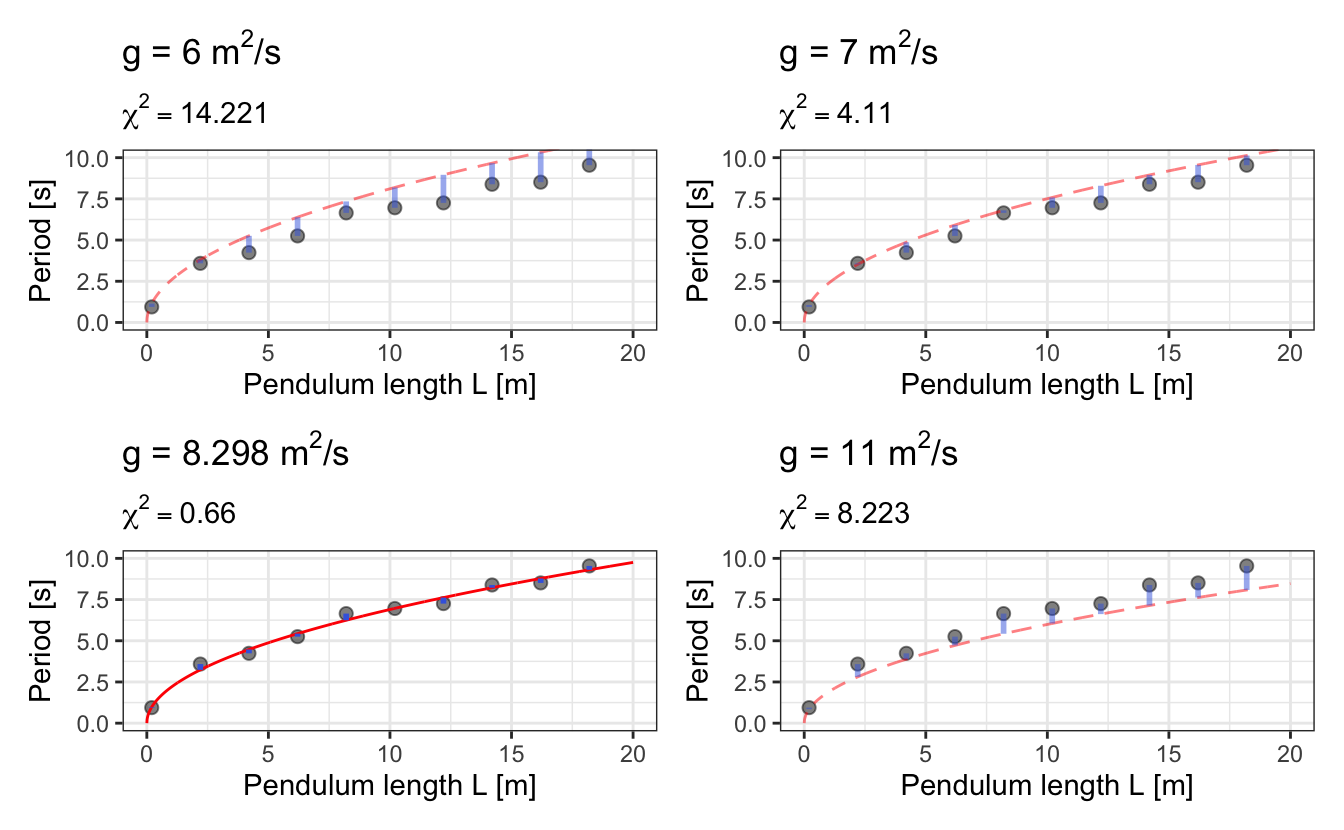 g = 6 m²/s
χ² = 14.221
10.0
7.5
5.0
2.5
0.0
Period [s]
0 5 10 15 20
Pendulum length L [m]
g = 7 m²/s
χ² = 4.11
10.0
7.5
5.0
2.5
0.0
Period [s]
0 5 10 15 20
Pendulum length L [m]
g = 8.298 m²/s
χ² = 0.66
10.0
7.5
5.0
2.5
0.0
Period [s]
0 5 10 15 20
Pendulum length L [m]
g = 11 m²/s
χ² = 8.223
10.0
7.5
5.0
2.5
0.0
Period [s]
0 5 10 15 20
Pendulum length L [m]